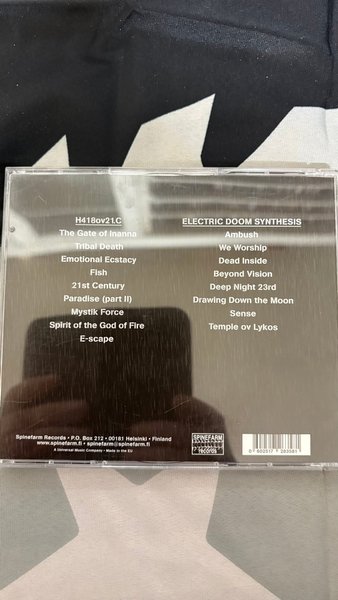 H418ov21.C
The Gate of Inanna
Tribal Death
Emotional Ecstacy
Fish
21st Century
Paradise (part II)
Mystik Force
Spirit of the God of Fire
E-scape
ELECTRIC DOOM SYNTHESIS
Ambush
We Worship
Dead Inside
Beyond Vision
Deep Night 23rd
Drawing Down the Moon
Sense
Temple ov Lykos
Spinefarm Records • P.O. Box 212 • 00181 Helsinki • Finland
www.spinefarm.fi • spinefarm@spinefarm.fi
A Universal Music Company • Made in the EU
SPINEFARM
records